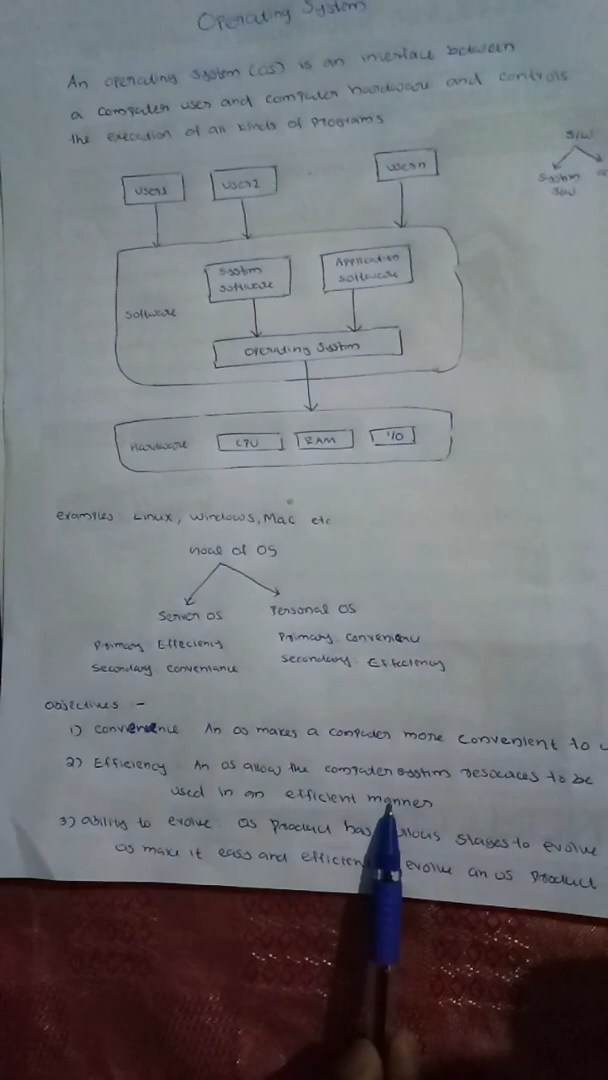 Operating System
An operating system (OS) is an interface between
a computer user and computer hardware and controls
the execution of all kinds of programs
S/W
System
S/W
user1
user2
usern
System
software
Application
software
software
operating System
Hardware
CPU
RAM
I/O
examples Linux, Windows, Mac etc
of OS
Server OS
Personal OS
Primary Effeciency
Primary Convenienc
Secondary conveniance
Secondary Effeciency
objectives -
1) convenience An os makes a computer more convenient to
2) Efficiency An os allow the computer system resources to be
used in an efficient manner
3) ability to evolve os product has stages to evolve
os make it easy and efficien evolve an os product